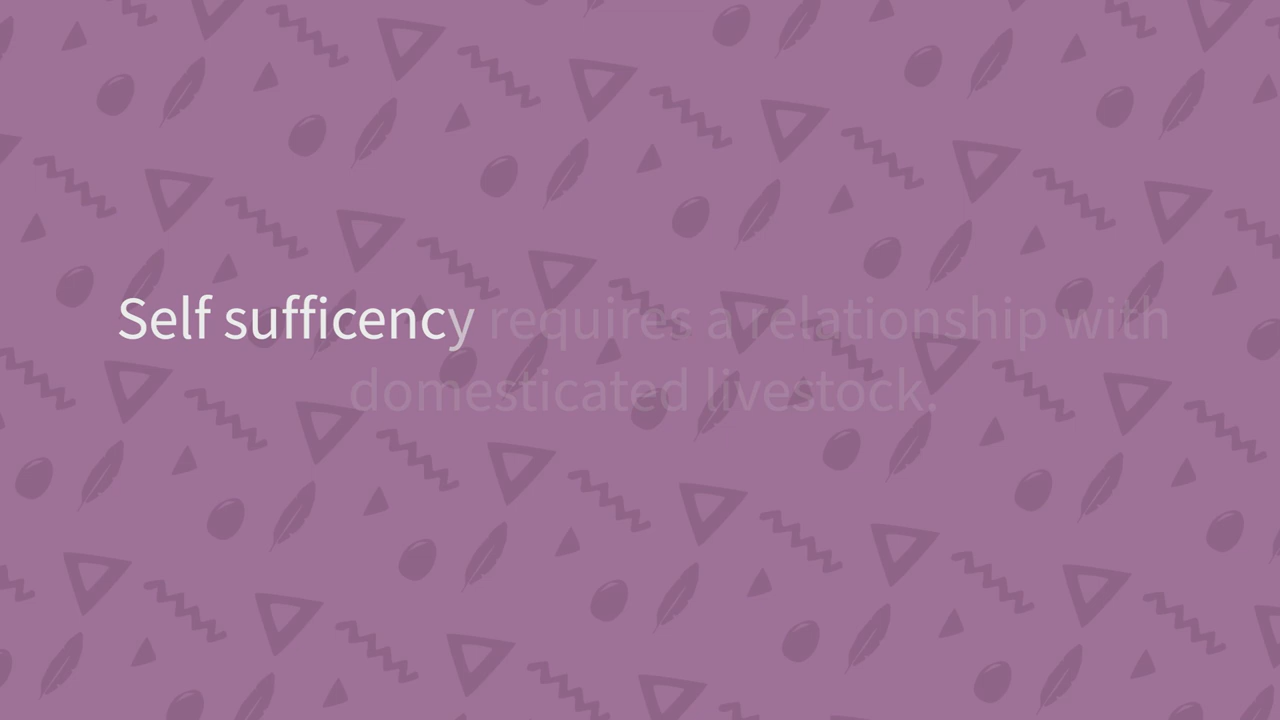 Self sufficency requires a relationship with
domesticated livestock.